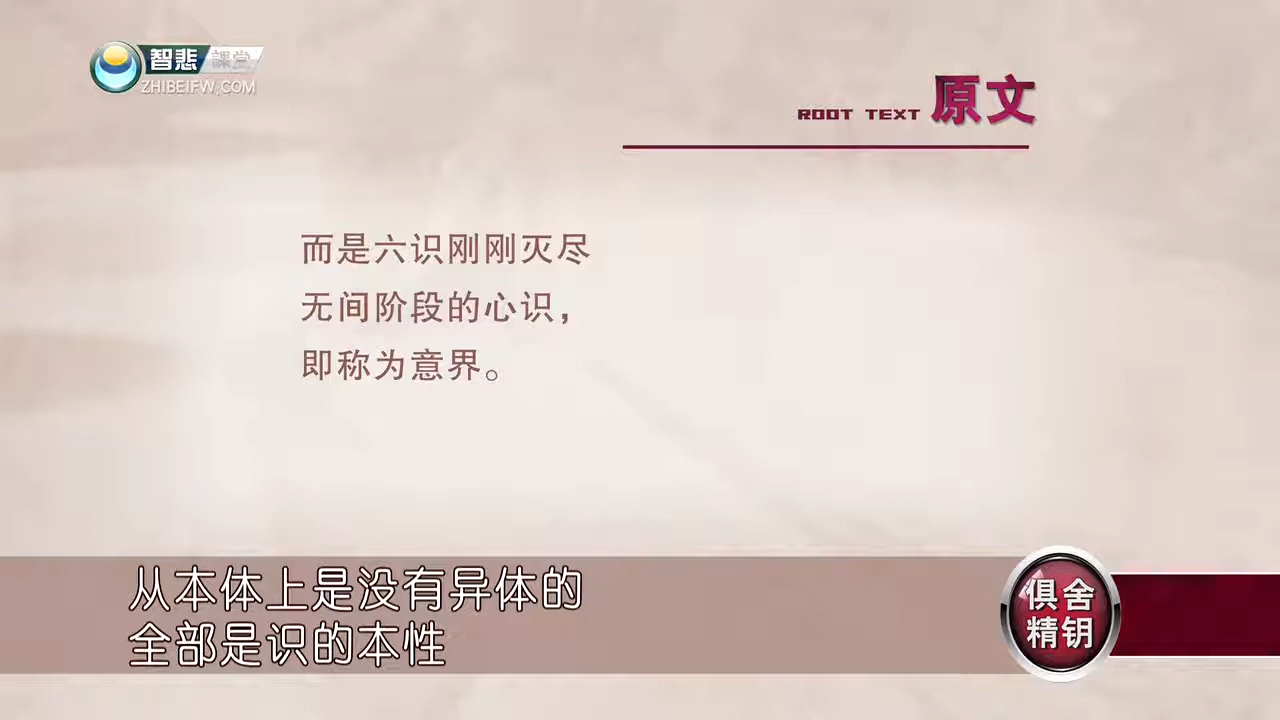 智悲 課堂
ZHIBEIFW.COM
ROOT TEXT 原文
而是六识刚刚灭尽
无间阶段的心识，
即称为意界。
从本体上是没有异体的
全部是识的本性
俱舍
精钥